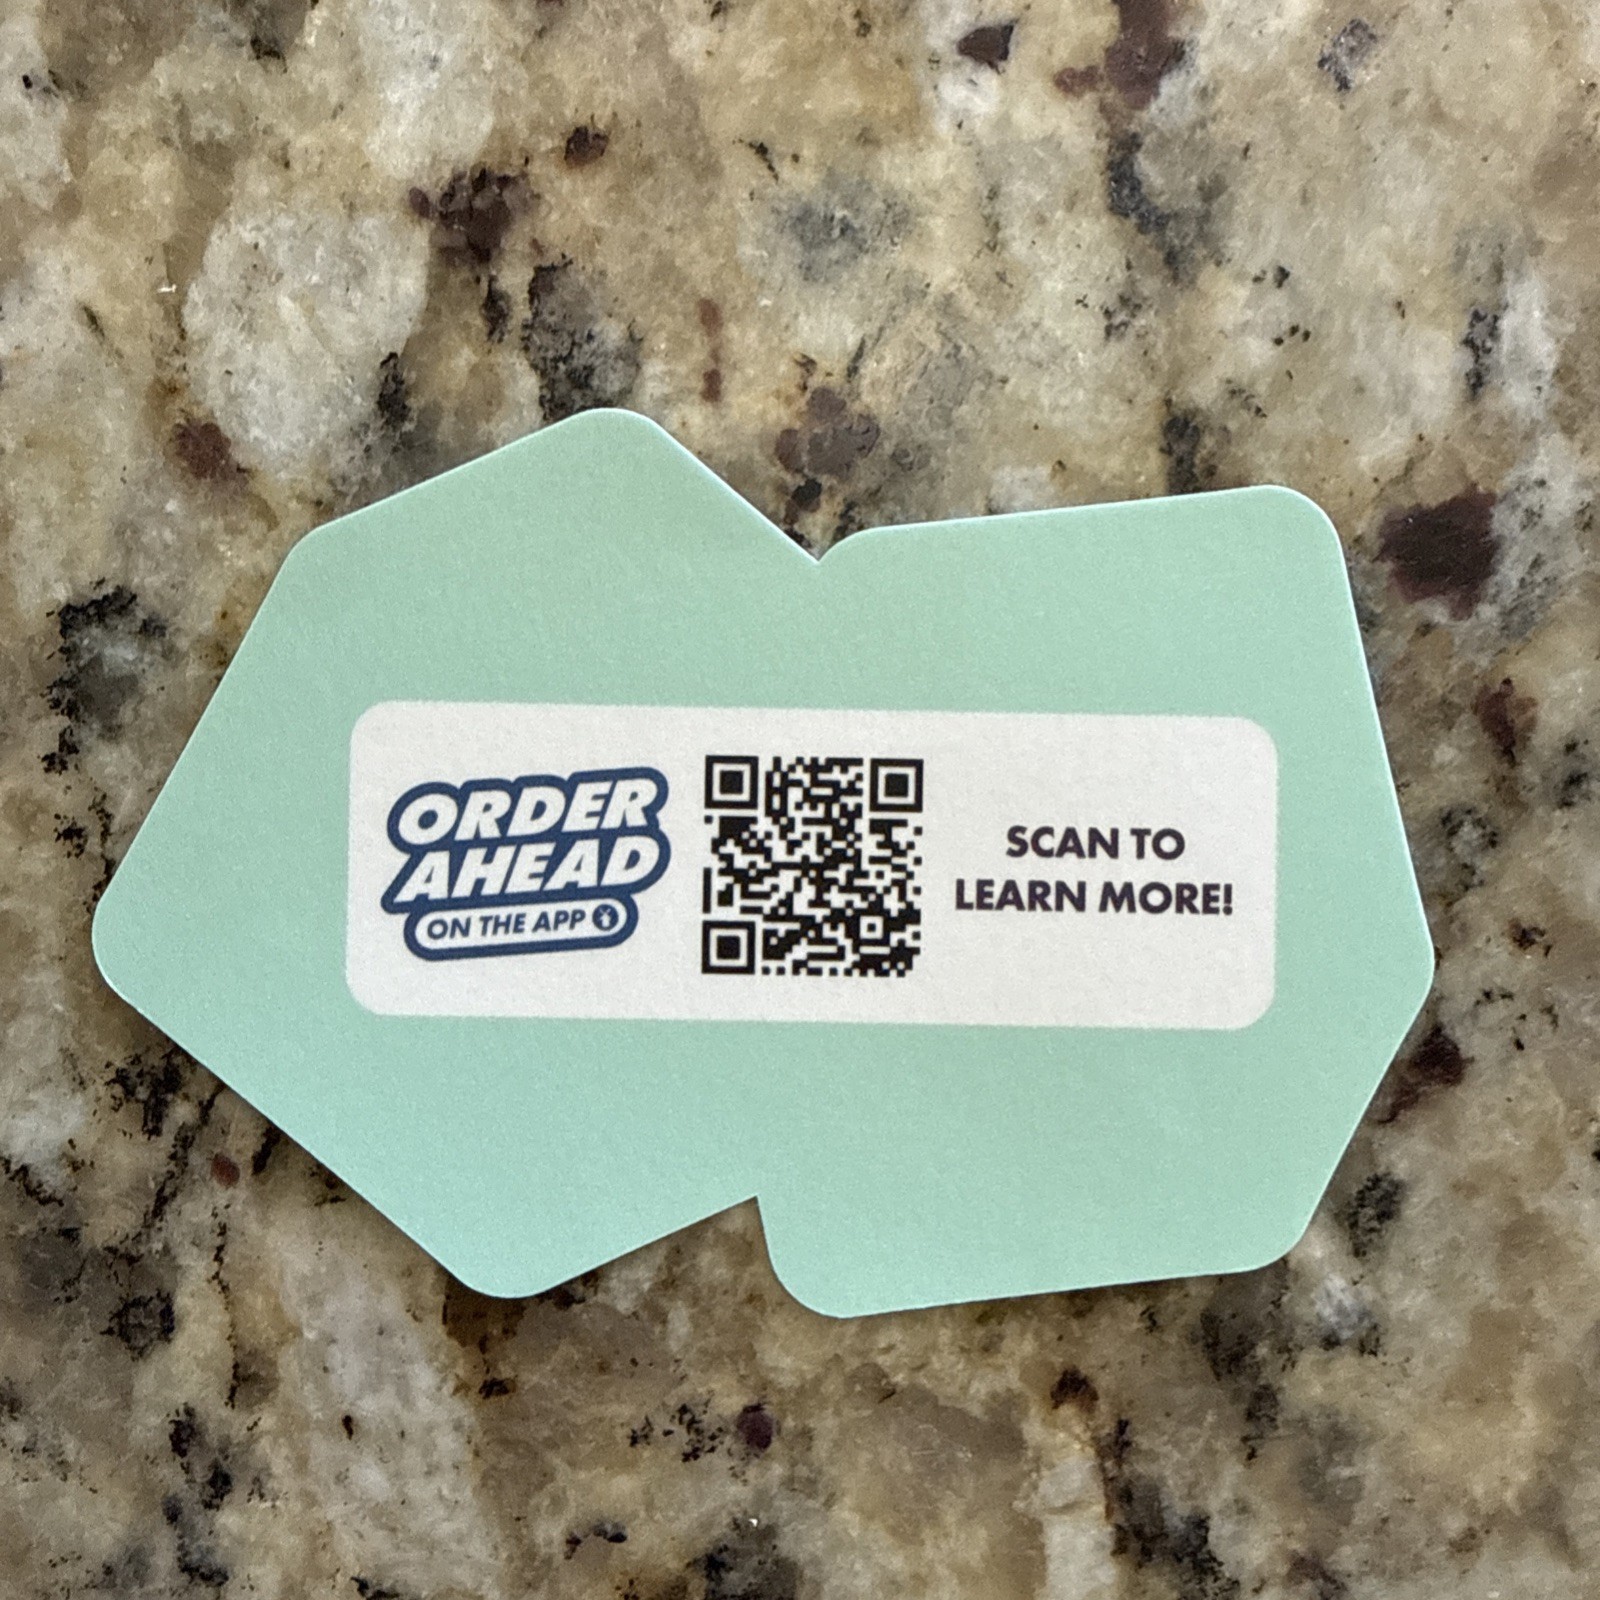 ORDER
AHEAD
ON THE APP
SCAN TO
LEARN MORE!